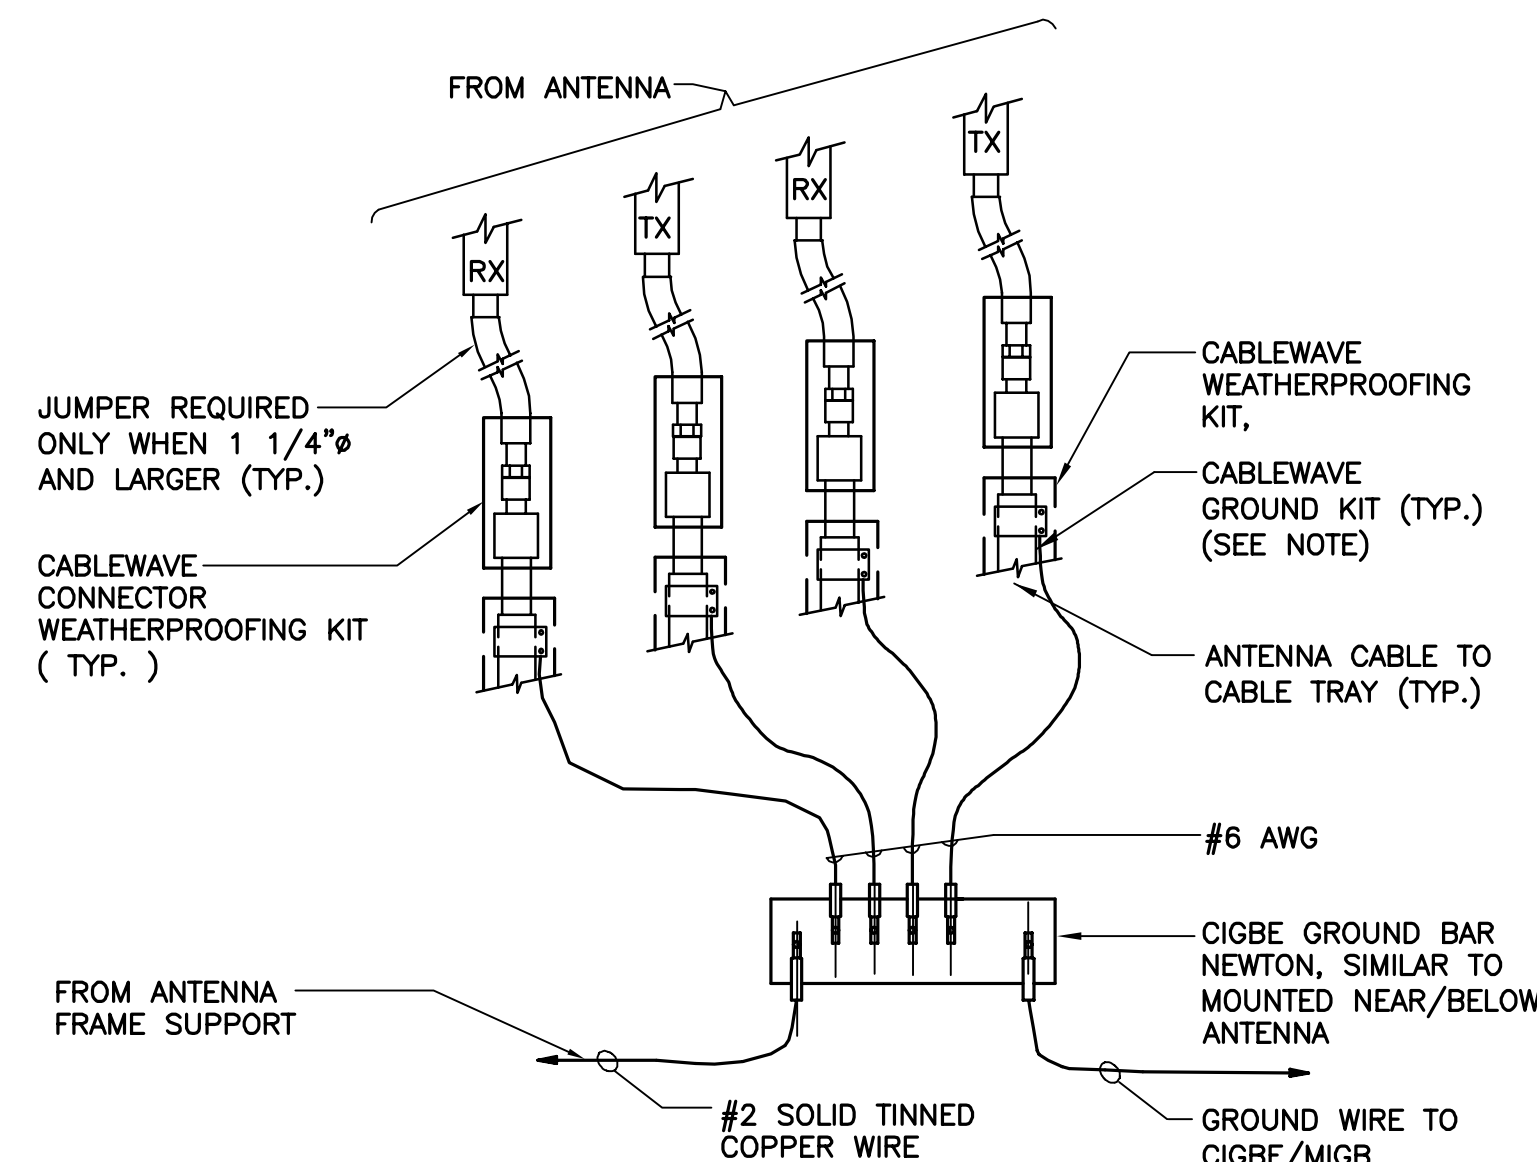 FROM ANTENNA
TX
RX
TX
RX
JUMPER REQUIRED
ONLY WHEN 1 1/4"ø
AND LARGER (TYP.)
CABLEWAVE
CONNECTOR
WEATHERPROOFING KIT
( TYP. )
CABLEWAVE
WEATHERPROOFING
KIT,
CABLEWAVE
GROUND KIT (TYP.)
(SEE NOTE)
ANTENNA CABLE TO
CABLE TRAY (TYP.)
#6 AWG
CIGBE GROUND BAR
NEWTON, SIMILAR TO
MOUNTED NEAR/BELOW
ANTENNA
FROM ANTENNA
FRAME SUPPORT
#2 SOLID TINNED
COPPER WIRE
GROUND WIRE TO
CIGBE/MIGB